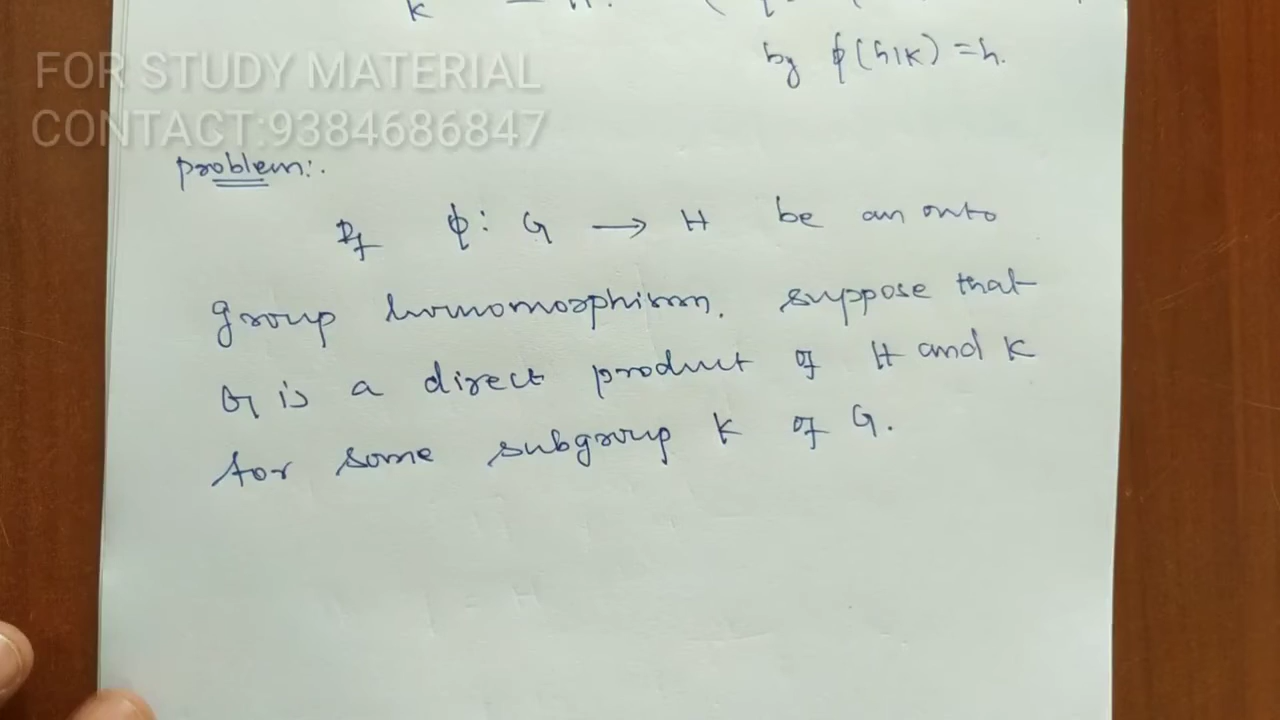 K = H.
by ϕ(h,k) = h.
FOR STUDY MATERIAL
CONTACT:9384686847
problem:.
If ϕ: G → H be an onto
group homomorphism. suppose that
G is a direct product of H and K
for some subgroup K of G.